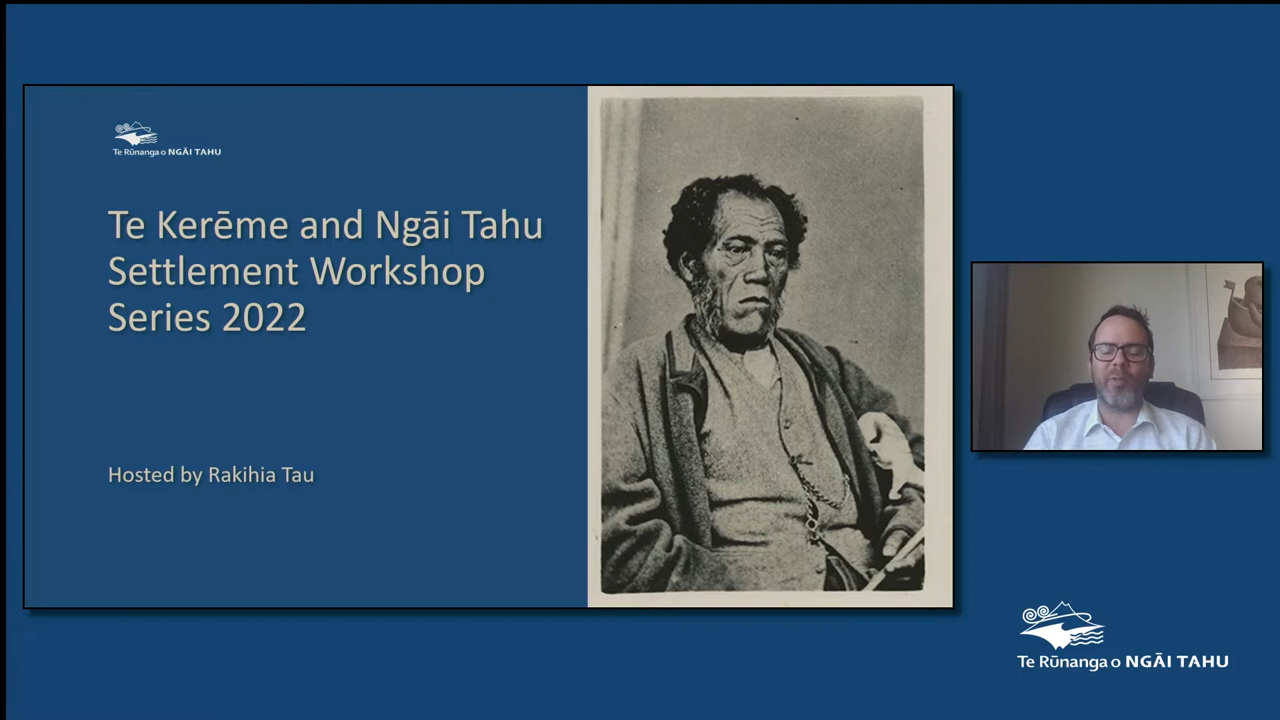 Te Rūnanga o NGĀI TAHU
Te Kerēme and Ngāi Tahu
Settlement Workshop
Series 2022
Hosted by Rakihia Tau
Te Rūnanga o NGĀI TAHU